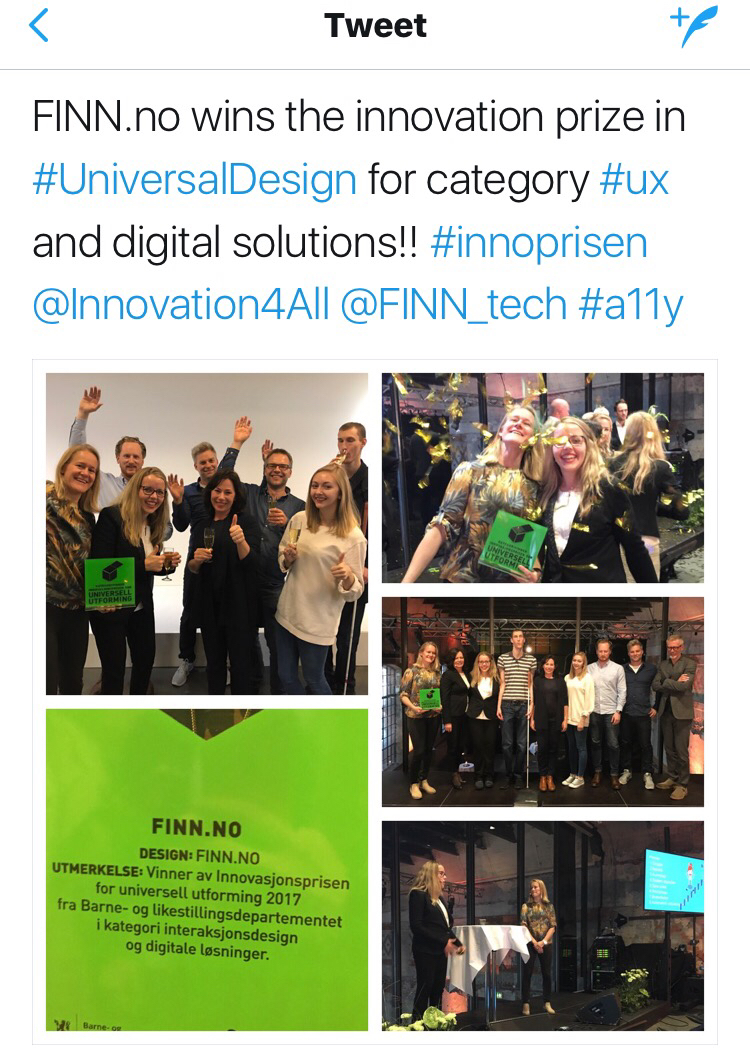 Tweet
FINN.no wins the innovation prize in
#UniversalDesign for category #ux
and digital solutions!! #innoprisen
@Innovation4All @FINN_tech #a11y
UNIVERSELL
UTFORMING
UNIVERSELL
UTFORMING
FINN.NO
DESIGN: FINN.NO
UTMERKELSE: Vinner av Innovasjonsprisen
for universell utforming 2017
fra Barne- og likestillingsdepartementet
i kategori interaksjonsdesign
og digitale løsninger.
Barne- og